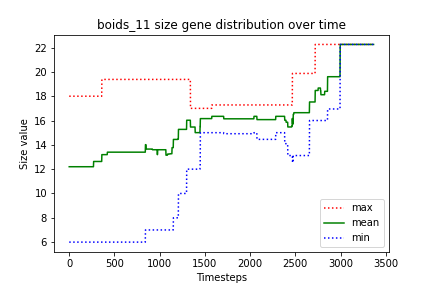 boids_11 size gene distribution over time
Size value
22
20
18
16
14
12
10
8
6
max
mean
min
0 500 1000 1500 2000 2500 3000 3500
Timesteps